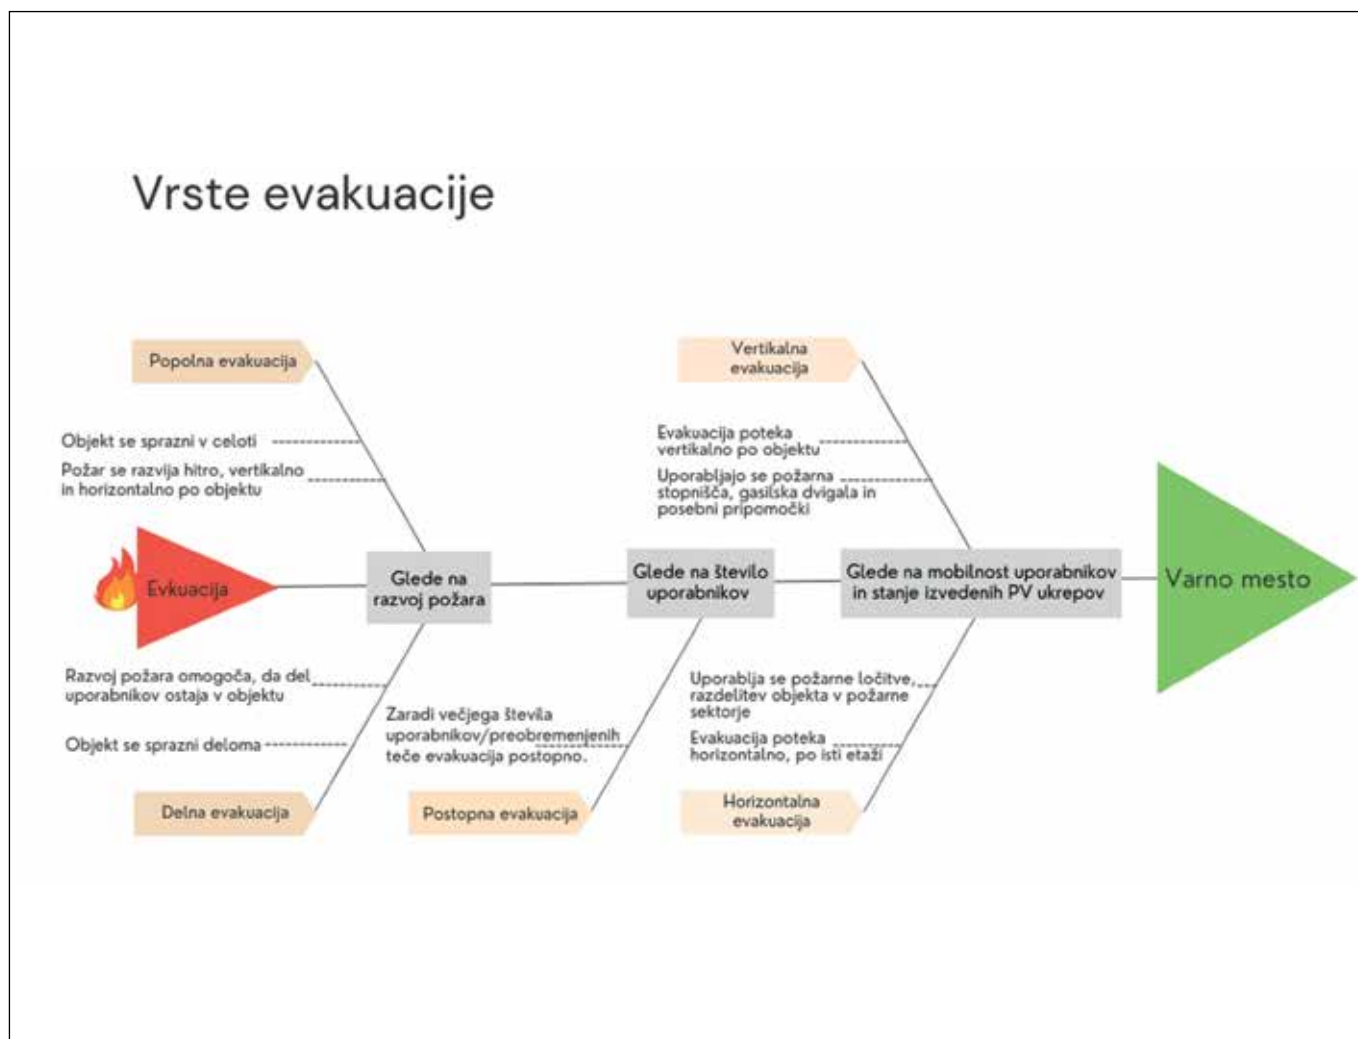 Vrste evakuacije
Popolna evakuacija
Objekt se sprazni v celoti
Požar se razvija hitro, vertikalno
in horizontalno po objektu
Vertikalna
evakuacija
Evakuacija poteka
vertikalno po objektu
Uporabljajo se požarna
stopnišča, gasilska dvigala in
posebni pripomočki
Evkuacija
Glede na
razvoj požara
Glede na število
uporabnikov
Glede na mobilnost uporabnikov
in stanje izvedenih PV ukrepov
Varno mesto
Razvoj požara omogoča, da del
uporabnikov ostaja v objektu
Objekt se sprazni deloma
Delna evakuacija
Zaradi večjega števila
uporabnikov/preobremenjenih
teče evakuacija postopno.
Postopna evakuacija
Uporablja se požarne ločitve,
razdelitev objekta v požarne
sektorje
Evakuacija poteka
horizontalno, po isti etaži
Horizontalna
evakuacija